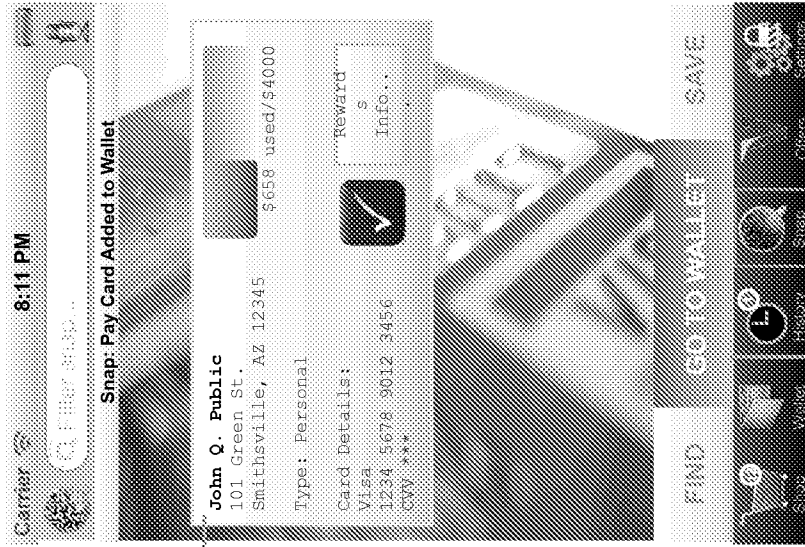 Carrier
8:11 PM
Snap: Pay Card Added to Wallet
John Q. Public
101 Green St.
Smithsville, AZ 12345
Type: Personal
$658 used/$4000
Card Details:
Visa
1234 5678 9012 3456
CVV ***
Reward
s
Info..
.
FIND
GO TO WALLET
SAVE
Wallet